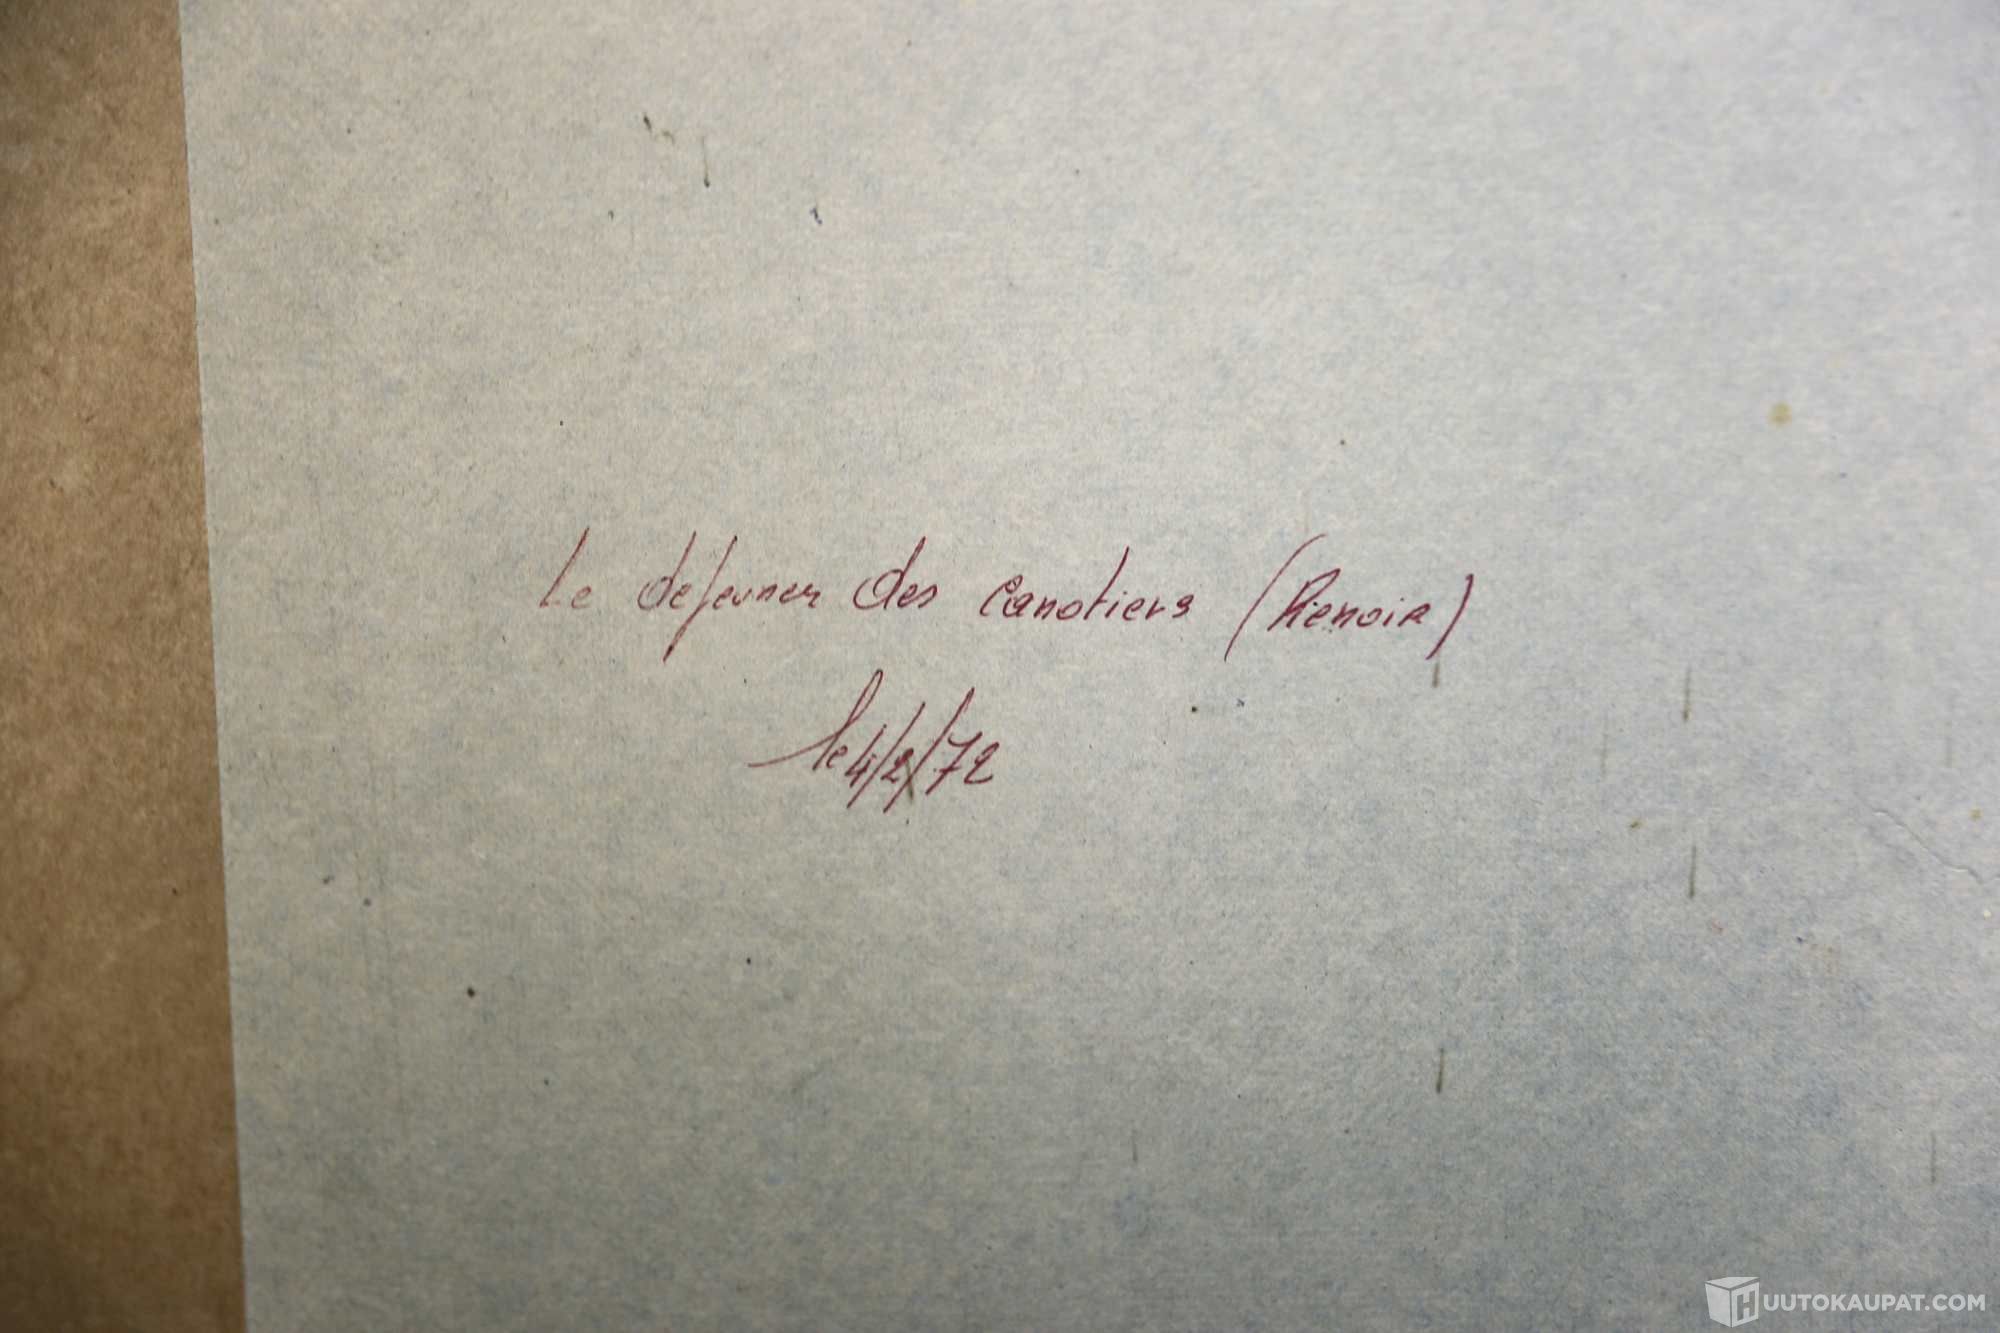 Le dejeuner des canotiers (Renoir)
le 4/2/72
HUUTOKAUPAT.COM